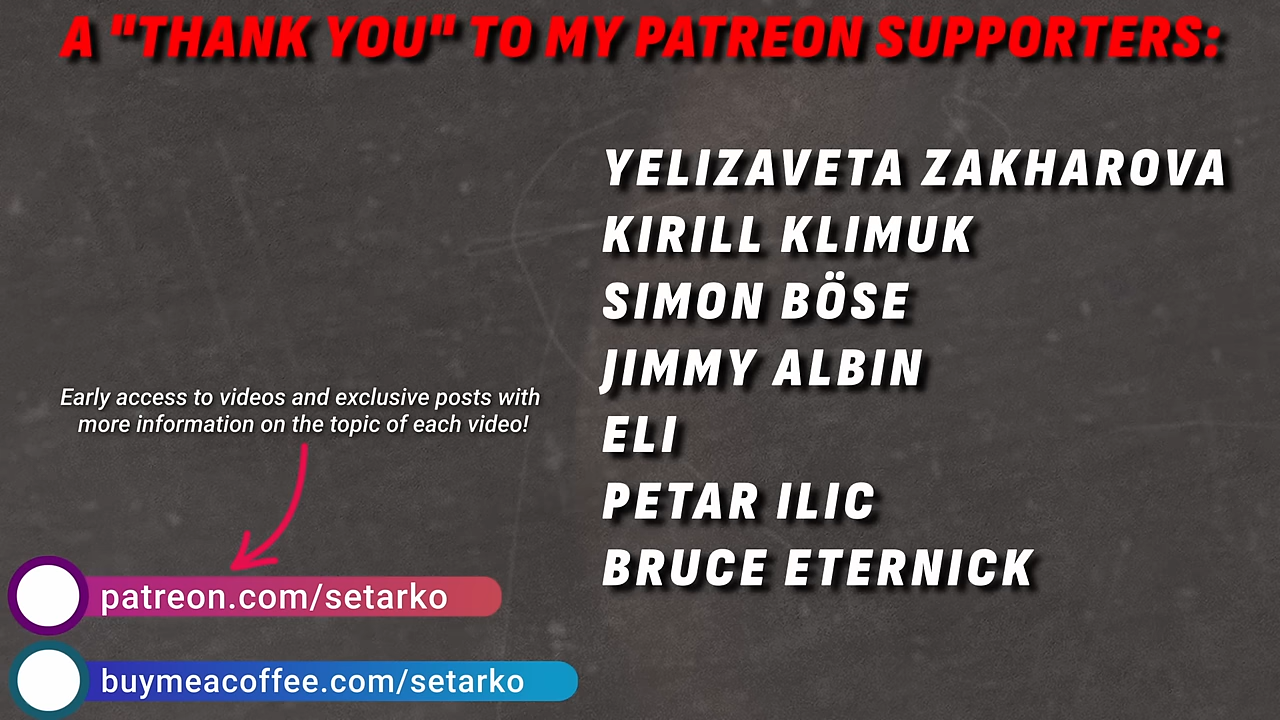 A "THANK YOU" TO MY PATREON SUPPORTERS:
YELIZAVETA ZAKHAROVA
KIRILL KLIMUK
SIMON BÖSE
JIMMY ALBIN
ELI
PETAR ILIC
BRUCE ETERNICK
Early access to videos and exclusive posts with
more information on the topic of each video!
patreon.com/setarko
buymeacoffee.com/setarko